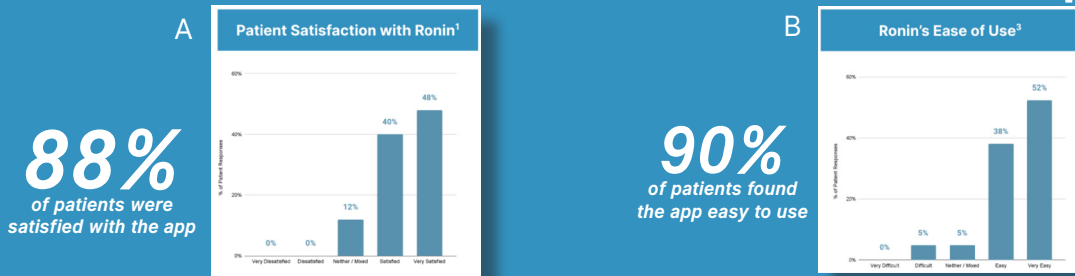 A
Patient Satisfaction with Ronin¹
88%
of patients were
satisfied with the app
% of Patient Responses
60%
40%
20%
0%
0%
0%
12%
40%
48%
Very Dissatisfied
Dissatisfied
Neither / Mixed
Satisfied
Very Satisfied
B
Ronin's Ease of Use³
90%
of patients found
the app easy to use
% of Patient Responses
60%
40%
20%
0%
0%
5%
5%
38%
52%
Very Difficult
Difficult
Neither / Mixed
Easy
Very Easy